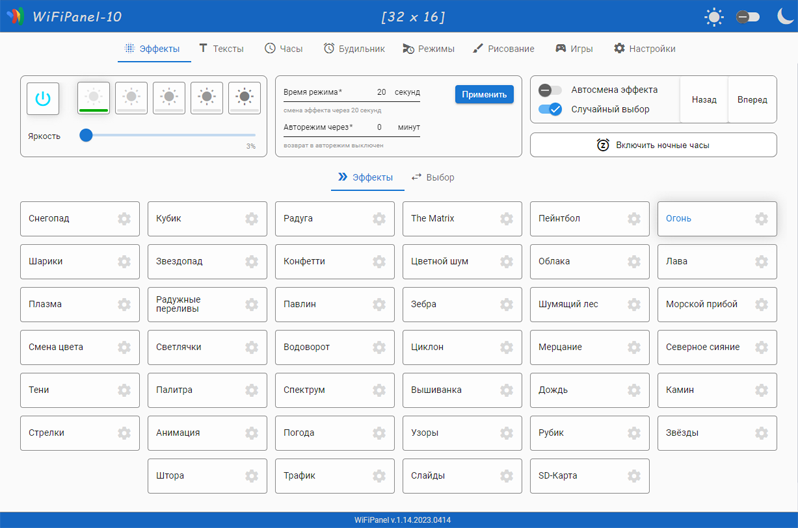 WiFiPanel-10
[32 x 16]
Эффекты
Тексты
Часы
Будильник
Режимы
Рисование
Игры
Настройки
Яркость
3%
Время режима* 20 секунд
смена эффекта через 20 секунд
Авторежим через* 0 минут
возврат в авторежим выключен
Применить
Автосмена эффекта
Случайный выбор
Назад
Вперед
Включить ночные часы
Эффекты
Выбор
Снегопад
Кубик
Радуга
The Matrix
Пейнтбол
Огонь
Шарики
Звездопад
Конфетти
Цветной шум
Облака
Лава
Плазма
Радужные
переливы
Павлин
Зебра
Шумящий лес
Морской прибой
Смена цвета
Светлячки
Водоворот
Циклон
Мерцание
Северное сияние
Тени
Палитра
Спектрум
Вышиванка
Дождь
Камин
Стрелки
Анимация
Погода
Узоры
Рубик
Звёзды
Штора
Трафик
Слайды
SD-Карта
WiFiPanel v.1.14.2023.0414